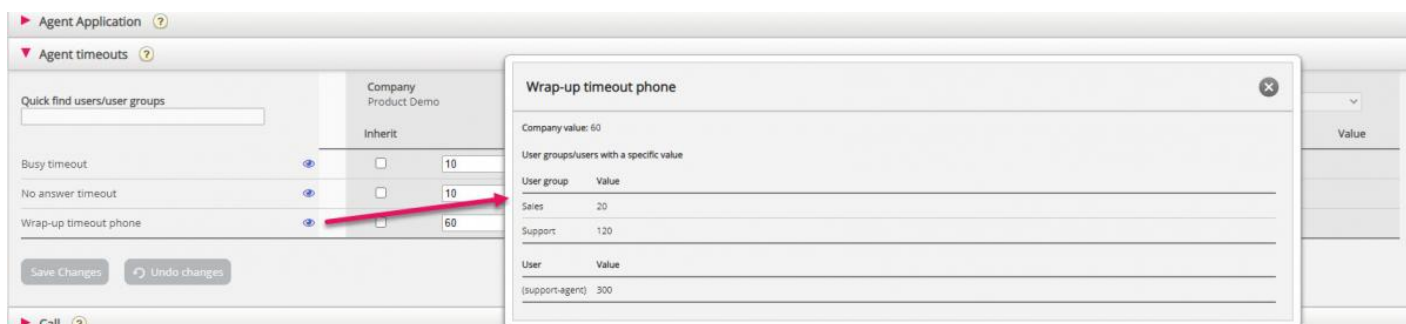 Agent Application ?
Agent timeouts ?
Quick find users/user groups
Company
Product Demo
Inherit
Value
Busy timeout 10
No answer timeout 10
Wrap-up timeout phone 60
Save Changes Undo changes
Call ?
Wrap-up timeout phone
Company value: 60
User groups/users with a specific value
User group Value
Sales 20
Support 120
User Value
(support-agent) 300